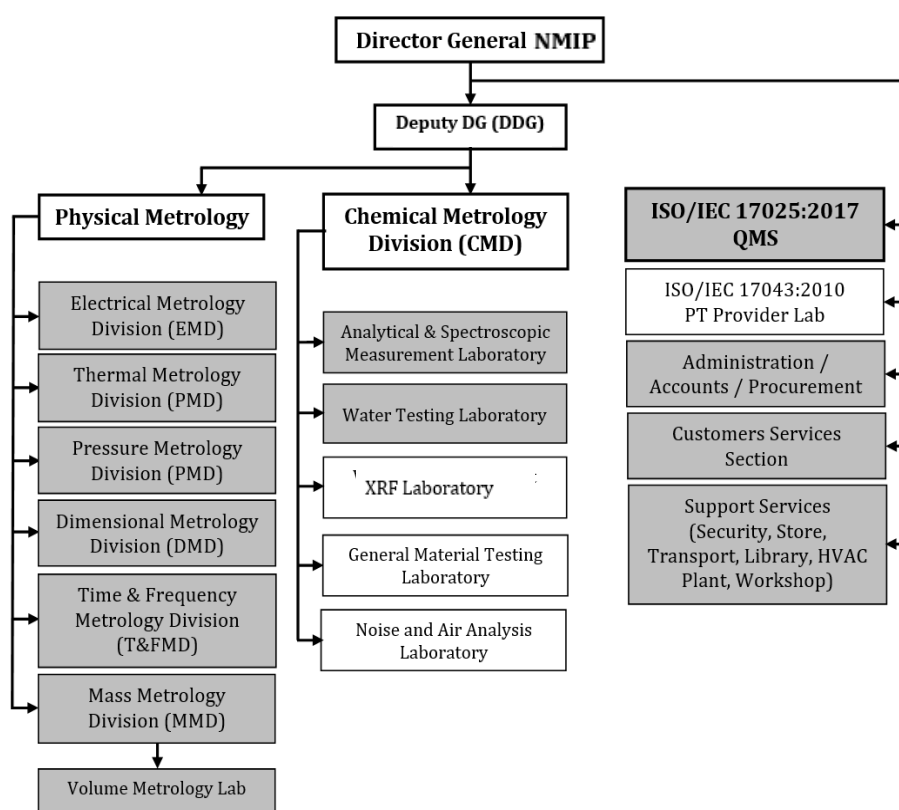 Director General NMIP
Deputy DG (DDG)
Physical Metrology
Electrical Metrology
Division (EMD)
Thermal Metrology
Division (PMD)
Pressure Metrology
Division (PMD)
Dimensional Metrology
Division (DMD)
Time & Frequency
Metrology Division
(T&FMD)
Mass Metrology
Division (MMD)
Volume Metrology Lab
Chemical Metrology
Division (CMD)
Analytical & Spectroscopic
Measurement Laboratory
Water Testing Laboratory
XRF Laboratory
General Material Testing
Laboratory
Noise and Air Analysis
Laboratory
ISO/IEC 17025:2017
QMS
ISO/IEC 17043:2010
PT Provider Lab
Administration /
Accounts / Procurement
Customers Services
Section
Support Services
(Security, Store,
Transport, Library, HVAC
Plant, Workshop)